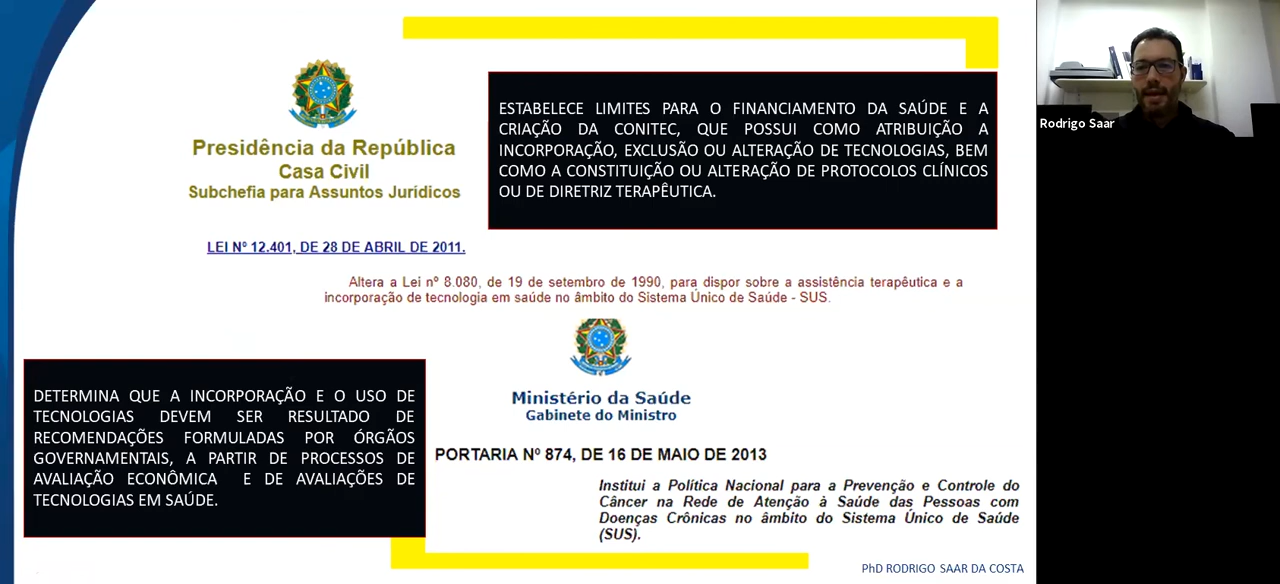 Presidência da República
Casa Civil
Subchefia para Assuntos Jurídicos
ESTABELECE LIMITES PARA O FINANCIAMENTO DA SAÚDE E A
CRIAÇÃO DA CONITEC, QUE POSSUI COMO ATRIBUIÇÃO A
INCORPORAÇÃO, EXCLUSÃO OU ALTERAÇÃO DE TECNOLOGIAS, BEM
COMO A CONSTITUIÇÃO OU ALTERAÇÃO DE PROTOCOLOS CLÍNICOS
OU DE DIRETRIZ TERAPÊUTICA.
Rodrigo Saar
LEI Nº 12.401, DE 28 DE ABRIL DE 2011.
Altera a Lei nº 8.080, de 19 de setembro de 1990, para dispor sobre a assistência terapêutica e a
incorporação de tecnologia em saúde no âmbito do Sistema Único de Saúde - SUS.
Ministério da Saúde
Gabinete do Ministro
DETERMINA QUE A INCORPORAÇÃO E O USO DE
TECNOLOGIAS DEVEM SER RESULTADO DE
RECOMENDAÇÕES FORMULADAS POR ÓRGÃOS
GOVERNAMENTAIS, A PARTIR DE PROCESSOS DE
AVALIAÇÃO ECONÔMICA E DE AVALIAÇÕES DE
TECNOLOGIAS EM SAÚDE.
PORTARIA Nº 874, DE 16 DE MAIO DE 2013
Institui a Política Nacional para a Prevenção e Controle do
Câncer na Rede de Atenção à Saúde das Pessoas com
Doenças Crônicas no âmbito do Sistema Único de Saúde
(SUS).
PhD RODRIGO SAAR DA COSTA